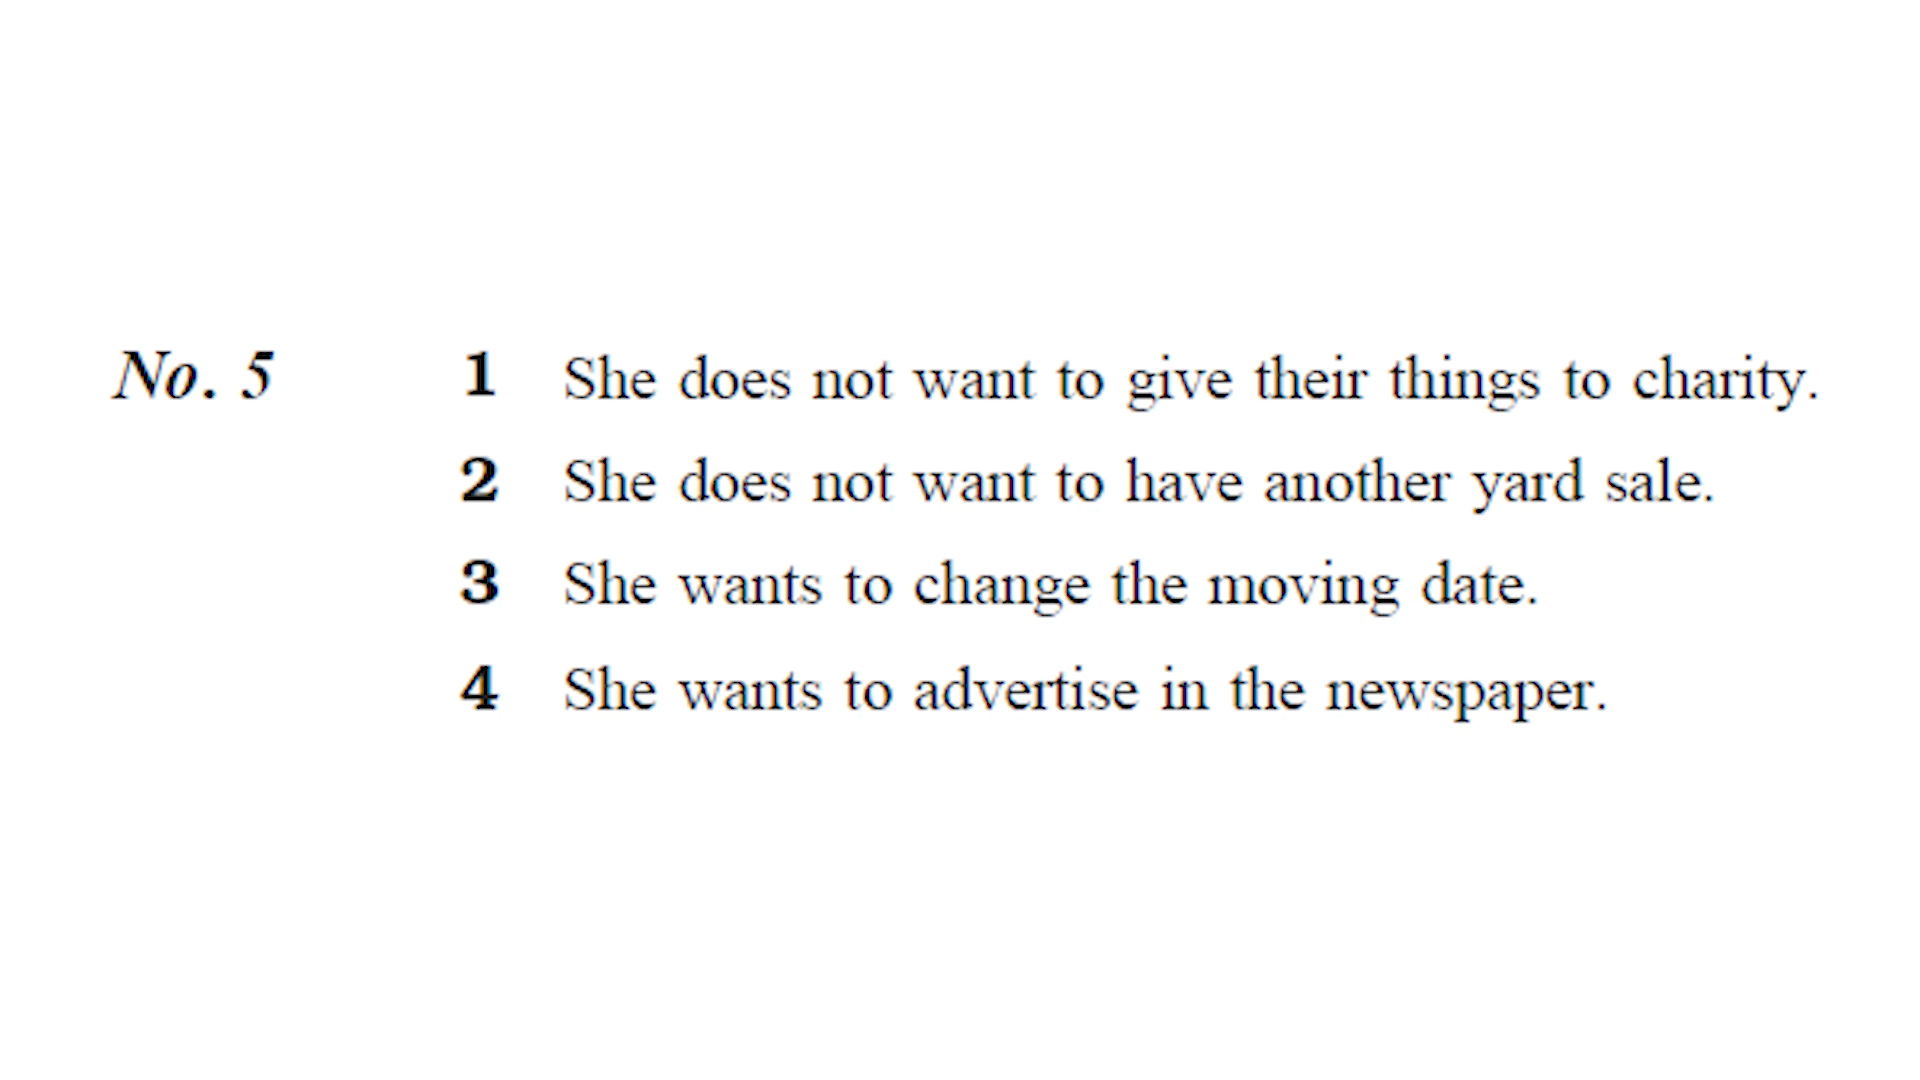 No. 5 1 She does not want to give their things to charity.
2 She does not want to have another yard sale.
3 She wants to change the moving date.
4 She wants to advertise in the newspaper.